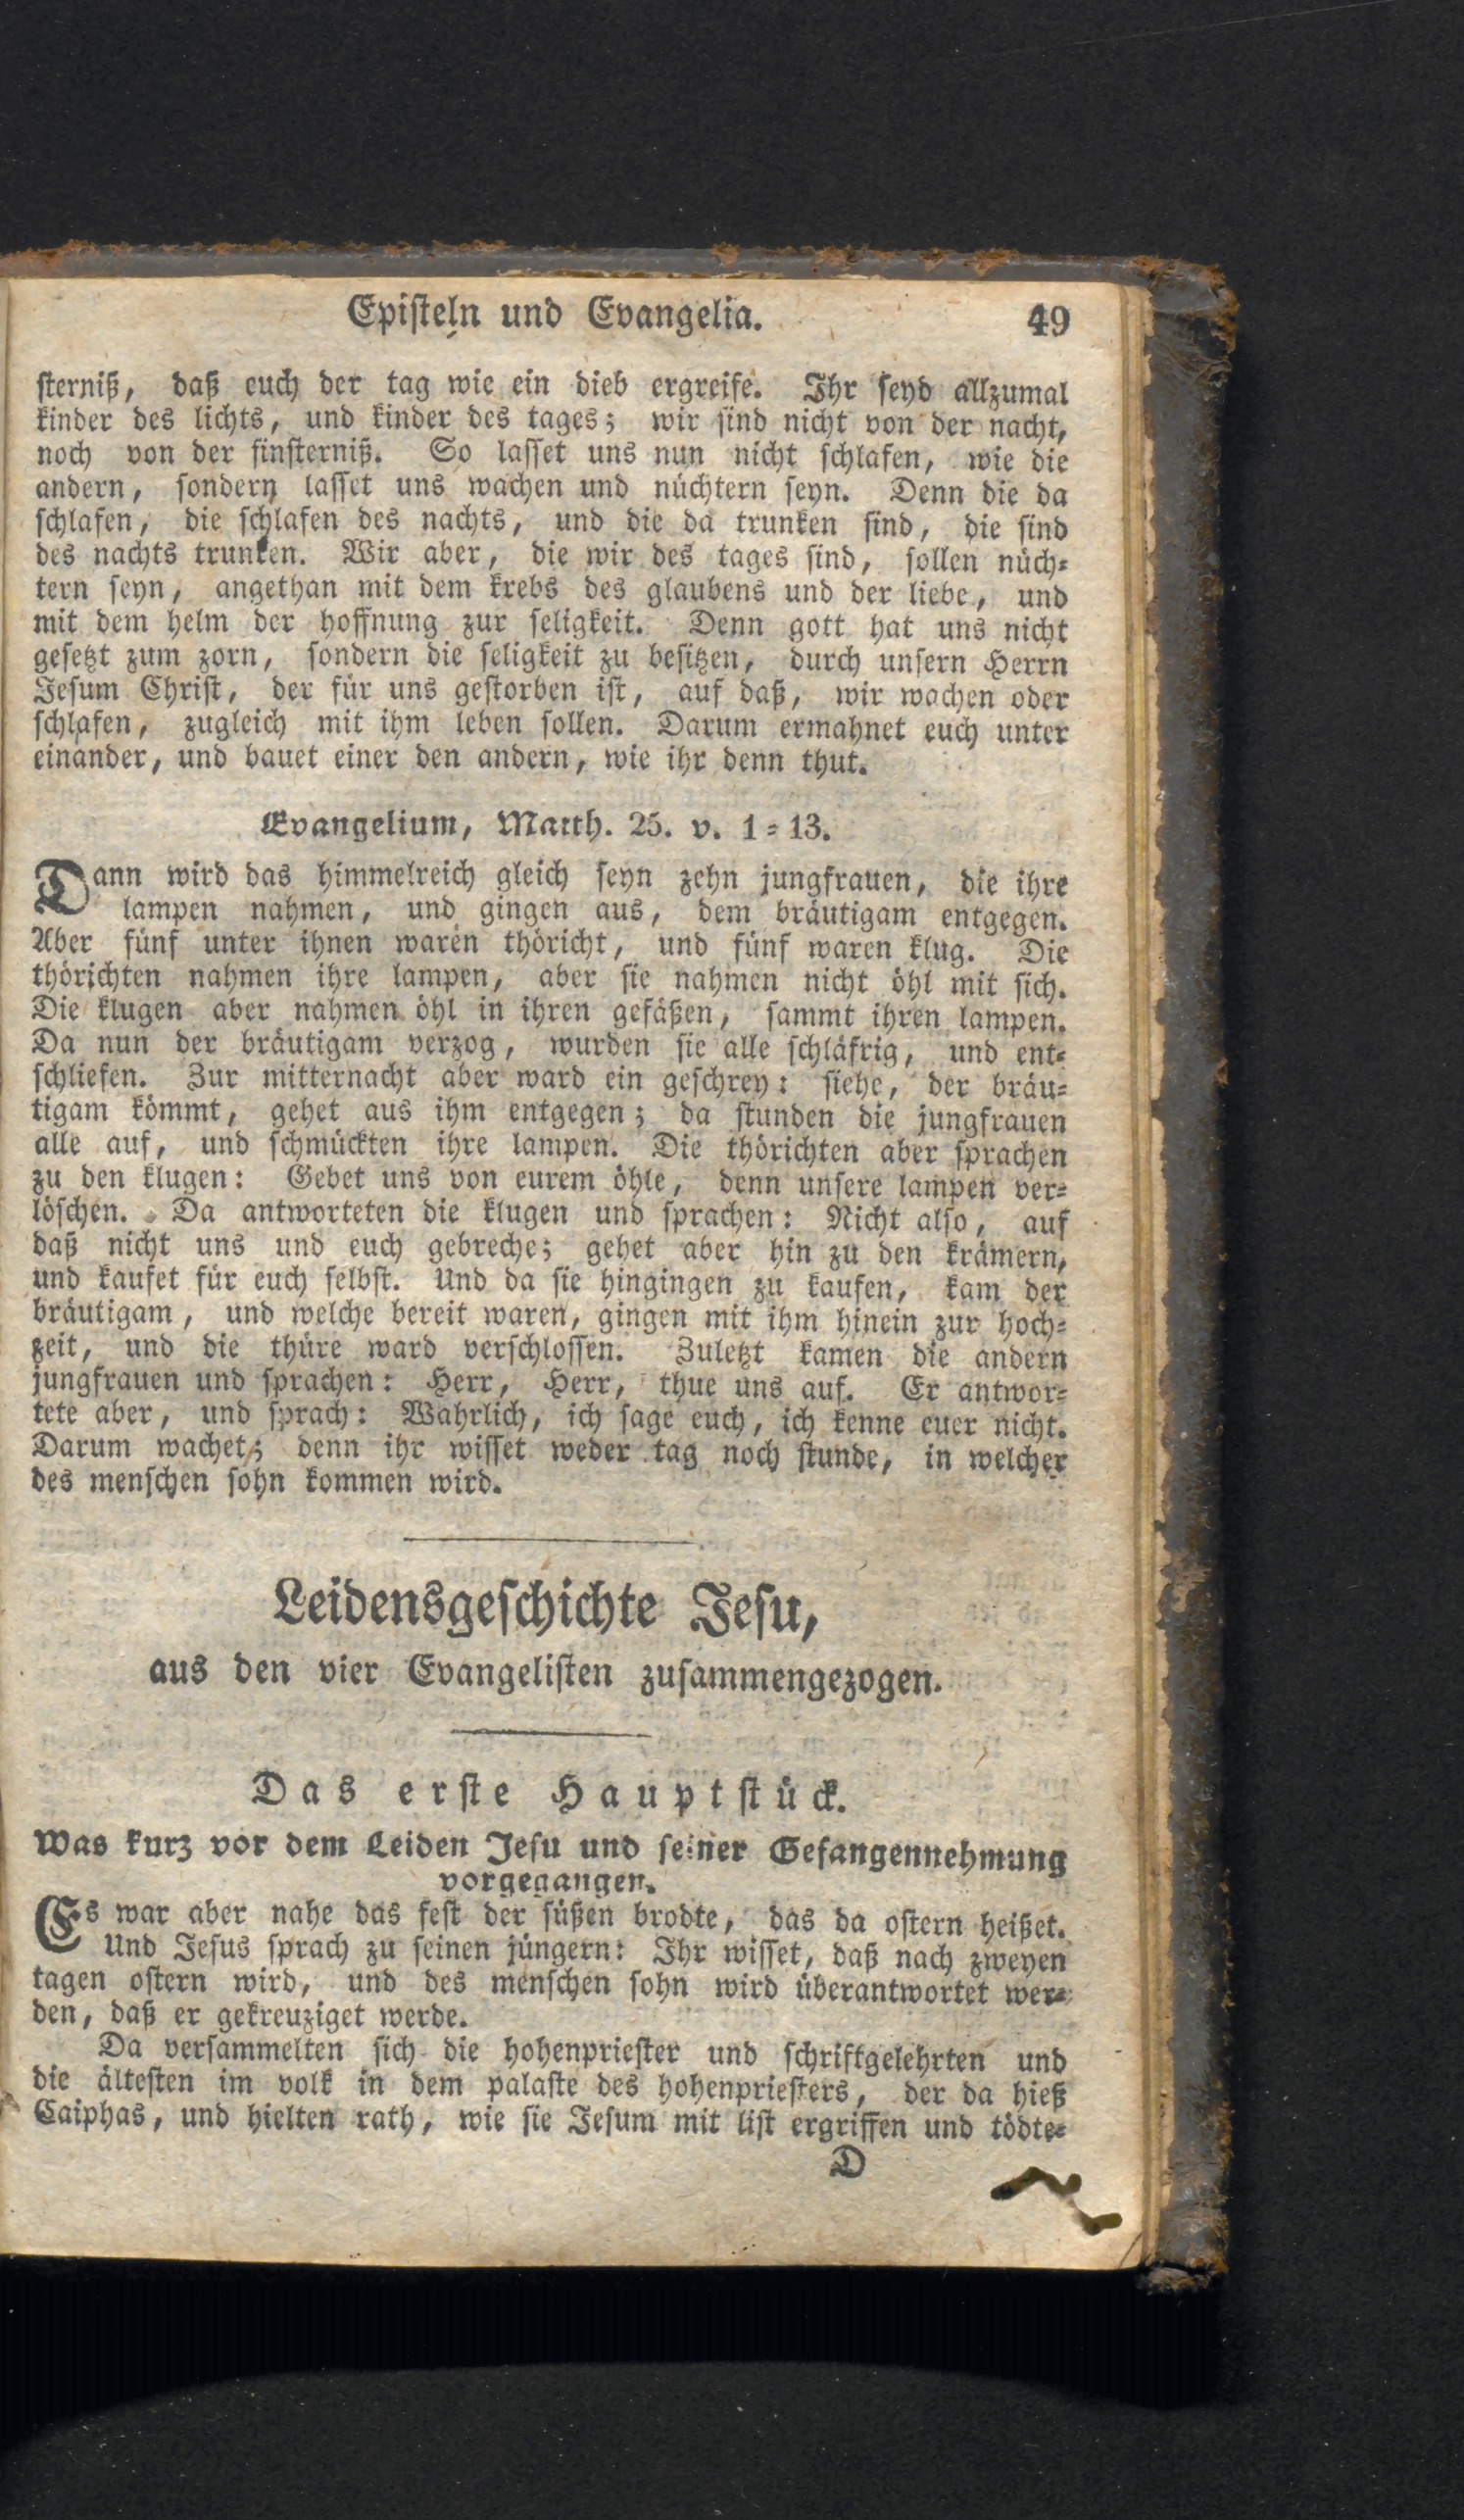 Episteln und Evangelia. 49
sterniß, daß euch der tag wie ein dieb ergreife. Ihr seyd allzumal
kinder des lichts, und kinder des tages; wir sind nicht von der nacht,
noch von der finsterniß. So lasset uns nun nicht schlafen, wie die
andern, sondern lasset uns wachen und nüchtern seyn. Denn die da
schlafen, die schlafen des nachts, und die da trunken sind, die sind
des nachts trunken. Wir aber, die wir des tages sind, sollen nüch-
tern seyn, angethan mit dem krebs des glaubens und der liebe, und
mit dem helm der hoffnung zur seligkeit. Denn gott hat uns nicht
gesetzt zum zorn, sondern die seligkeit zu besitzen, durch unsern Herrn
Jesum Christ, der für uns gestorben ist, auf daß, wir wachen oder
schlafen, zugleich mit ihm leben sollen. Darum ermahnet euch unter
einander, und bauet einer den andern, wie ihr denn thut.
Evangelium, Matth. 25. v. 1-13.
Dann wird das himmelreich gleich seyn zehn jungfrauen, die ihre
lampen nahmen, und gingen aus, dem bräutigam entgegen.
Aber fünf unter ihnen waren thöricht, und fünf waren klug. Die
thörichten nahmen ihre lampen, aber sie nahmen nicht öhl mit sich.
Die klugen aber nahmen öhl in ihren gefäßen, sammt ihren lampen.
Da nun der bräutigam verzog, wurden sie alle schläfrig, und ent-
schliefen. Zur mitternacht aber ward ein geschrey: siehe, der bräu-
tigam kömmt, gehet aus ihm entgegen; da stunden die jungfrauen
alle auf, und schmückten ihre lampen. Die thörichten aber sprachen
zu den klugen: Gebet uns von eurem öhle, denn unsere lampen ver-
löschen. Da antworteten die klugen und sprachen: Nicht also, auf
daß nicht uns und euch gebreche; gehet aber hin zu den krämern,
und kaufet für euch selbst. Und da sie hingingen zu kaufen, kam der
bräutigam, und welche bereit waren, gingen mit ihm hinein zur hoch-
zeit, und die thüre ward verschlossen. Zuletzt kamen die andern
jungfrauen und sprachen: Herr, Herr, thue uns auf. Er antwor-
tete aber, und sprach: Wahrlich, ich sage euch, ich kenne euer nicht.
Darum wachet; denn ihr wisset weder tag noch stunde, in welcher
des menschen sohn kommen wird.
Leidensgeschichte Jesu,
aus den vier Evangelisten zusammengezogen.
Das erste Hauptstück.
Was kurz vor dem Leiden Jesu und seiner Gefangennehmung
vorgegangen.
Es war aber nahe das fest der süßen brodte, das da ostern heißet.
Und Jesus sprach zu seinen jüngern: Ihr wisset, daß nach zweyen
tagen ostern wird, und des menschen sohn wird überantwortet wer-
den, daß er gekreuziget werde.
Da versammelten sich die hohenpriester und schriftgelehrten und
die ältesten im volk in dem palaste des hohenpriesters, der da hieß
Caiphas, und hielten rath, wie sie Jesum mit list ergriffen und tödte-
D